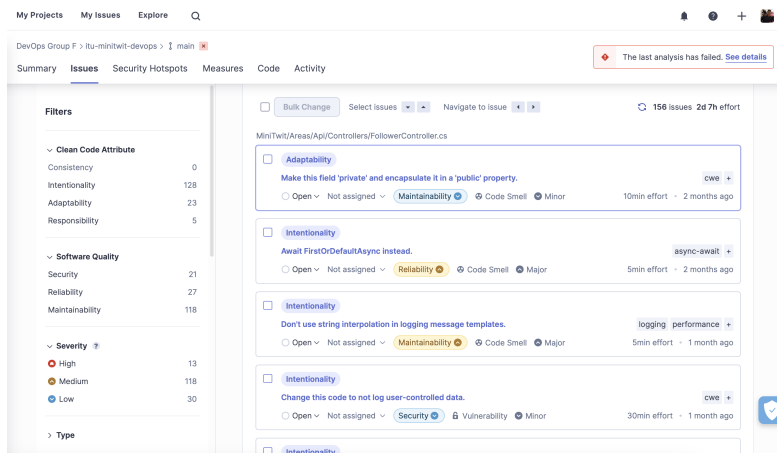 My Projects My Issues Explore
DevOps Group F > itu-minitwit-devops > main
The last analysis has failed. See details
Summary Issues Security Hotspots Measures Code Activity
Filters
Clean Code Attribute
Consistency 0
Intentionality 128
Adaptability 23
Responsibility 5
Software Quality
Security 21
Reliability 27
Maintainability 118
Severity ?
High 13
Medium 118
Low 30
Type
Bulk Change Select issues Navigate to issue 156 issues 2d 7h effort
MiniTwit/Areas/Api/Controllers/FollowerController.cs
Adaptability
Make this field 'private' and encapsulate it in a 'public' property. cwe +
Open Not assigned Maintainability Code Smell Minor 10min effort • 2 months ago
Intentionality
Await FirstOrDefaultAsync instead. async-await +
Open Not assigned Reliability Code Smell Major 5min effort • 2 months ago
Intentionality
Don't use string interpolation in logging message templates. logging performance +
Open Not assigned Maintainability Code Smell Major 5min effort • 1 month ago
Intentionality
Change this code to not log user-controlled data. cwe +
Open Not assigned Security Vulnerability Minor 30min effort • 1 month ago
Intentionality